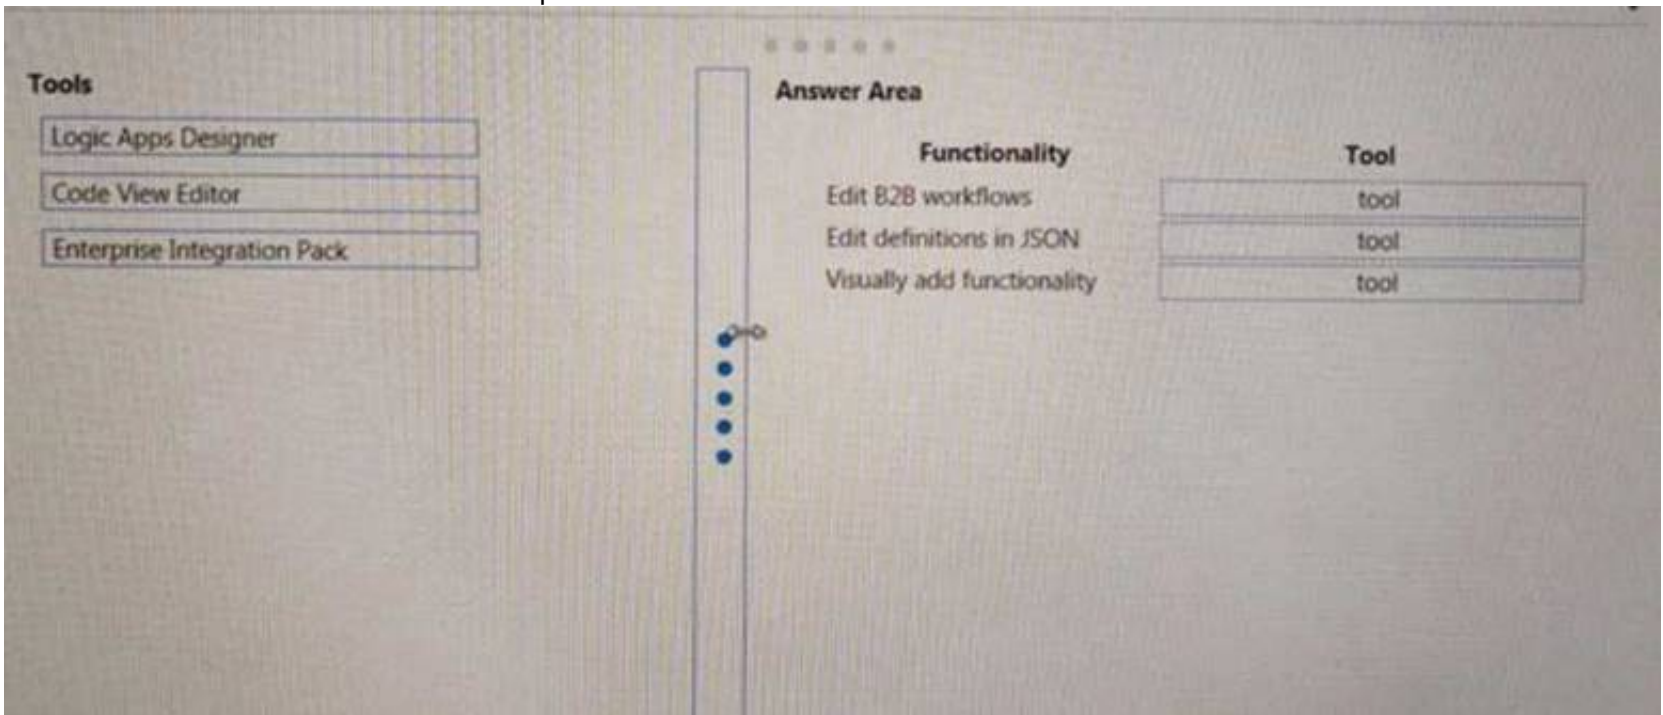 Tools
Logic Apps Designer
Code View Editor
Enterprise Integration Pack
Answer Area
Functionality Tool
Edit B2B workflows tool
Edit definitions in JSON tool
Visually add functionality tool